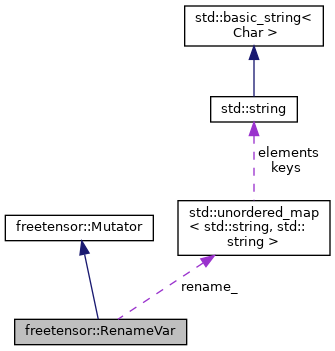 std::basic_string<
Char >
std::string
elements
keys
std::unordered_map
< std::string, std::
string >
freetensor::Mutator
rename_
freetensor::RenameVar